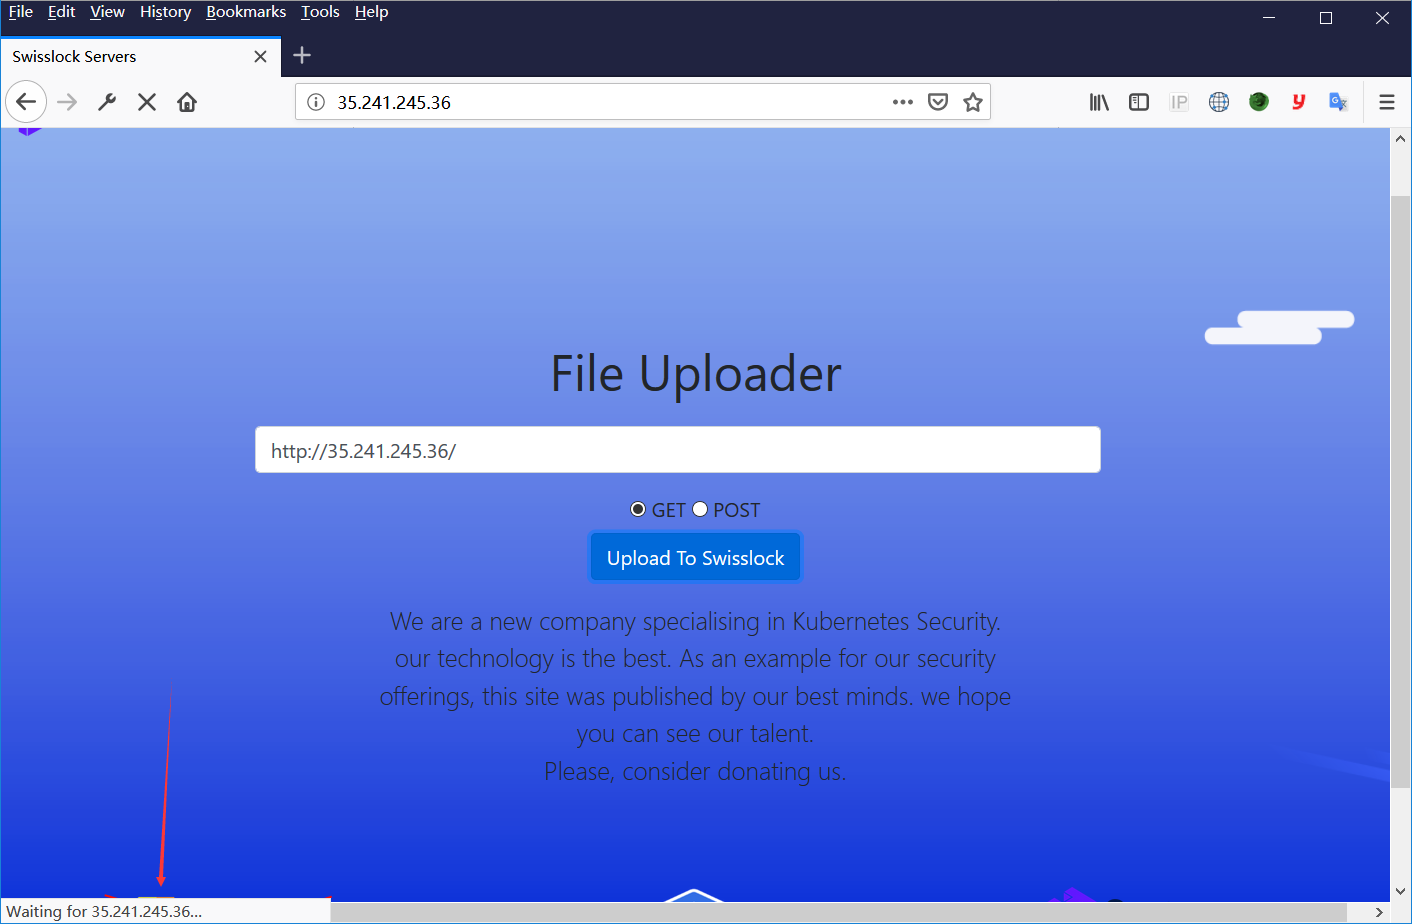 File Edit View History Bookmarks Tools Help
Swisslock Servers
35.241.245.36
IP
File Uploader
http://35.241.245.36/
GET POST
Upload To Swisslock
We are a new company specialising in Kubernetes Security.
our technology is the best. As an example for our security
offerings, this site was published by our best minds. we hope
you can see our talent.
Please, consider donating us.
Waiting for 35.241.245.36...